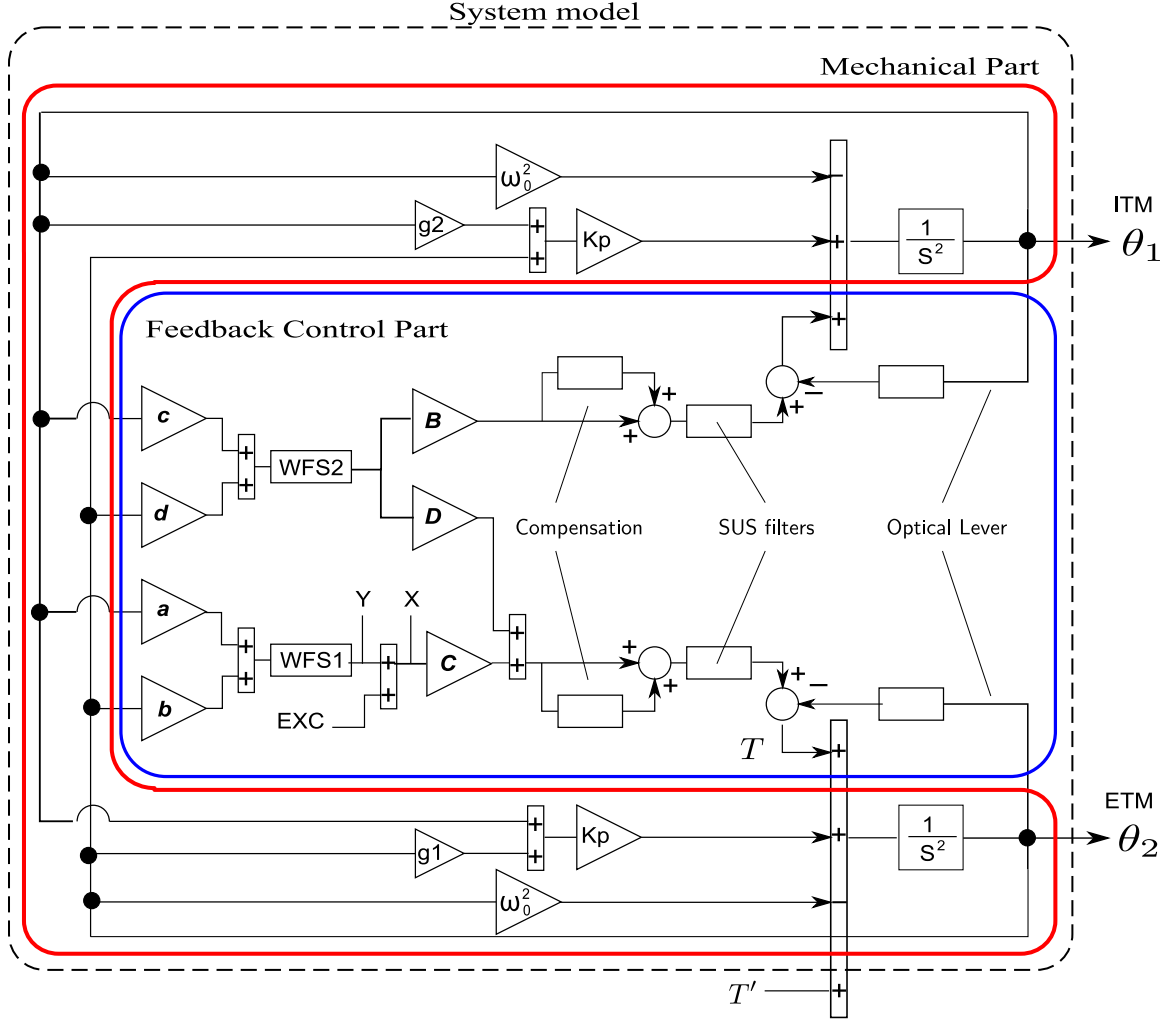 System model
Mechanical Part
ω₀²
g2
+
+
Kp
−
+
+
1
S²
ITM
θ₁
Feedback Control Part
c
d
+
+
WFS2
B
D
+
+
+
−
Compensation
SUS filters
Optical Lever
a
b
+
+
WFS1
Y
X
+
+
EXC
C
+
+
+
+
+
−
T
+
+
−
+
+
+
Kp
g1
ω₀²
1
S²
ETM
θ₂
T′